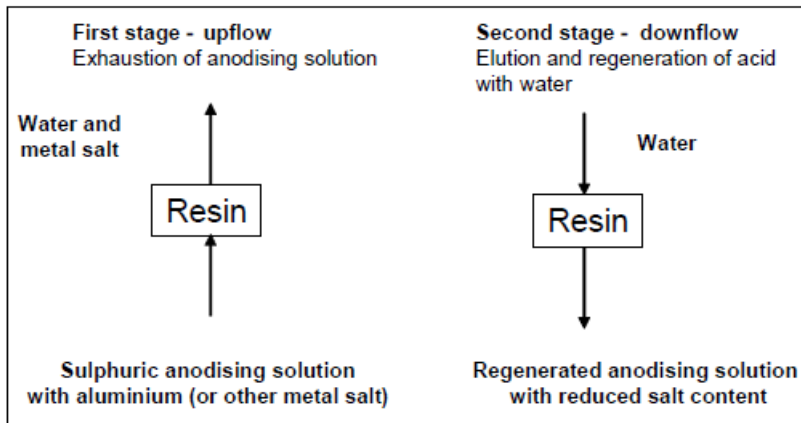 First stage - upflow
Exhaustion of anodising solution
Water and
metal salt
Resin
Sulphuric anodising solution
with aluminium (or other metal salt)
Second stage - downflow
Elution and regeneration of acid
with water
Water
Resin
Regenerated anodising solution
with reduced salt content